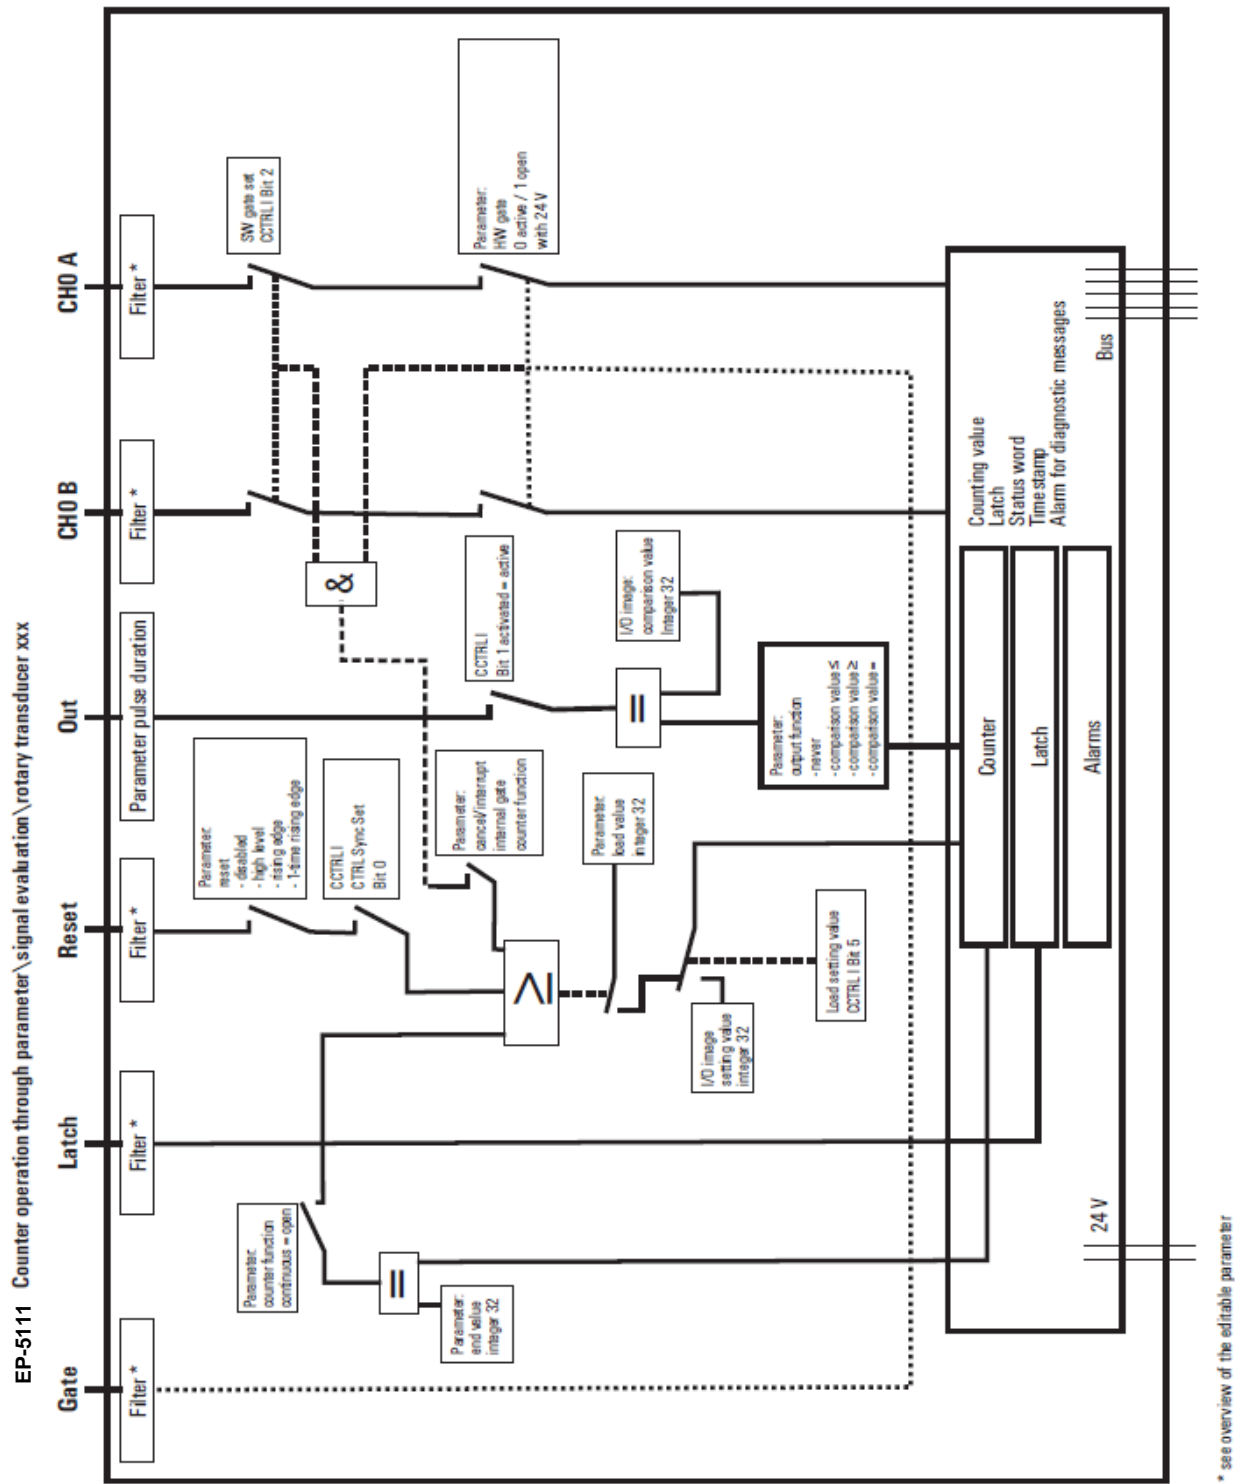 EP-5111 Counter operation through parameter\signal evaluation\rotary transducer xxx
Gate
Latch
Reset
Out
CH0 B
CH0 A
Filter *
Filter *
Filter *
Parameter pulse duration
Filter *
Filter *
Parameter:
counter function
continuous = open
Parameter:
end value
integer 32
=
Parameter:
reset
- disabled
- high level
- rising edge
- 1-time rising edge
CCTRL I
CTRL Sync Set
Bit 0
Parameter:
cancel/interrupt
internal gate
counter function
≥
Parameter:
load value
integer 32
I/O image
setting value
integer 32
Load setting value
CCTRL I Bit 5
&
CCTRL I
Bit 1 activated = active
=
I/O image:
comparison value
Integer 32
Parameter:
output function
- never
- comparison value ≤
- comparison value ≥
- comparison value =
SW gate set
CCTRL I Bit 2
Parameter:
HW gate
0 active / 1 open
with 24 V
Counter
Latch
Alarms
Counting value
Latch
Status word
Timestamp
Alarm for diagnostic messages
24 V
Bus
* see overview of the editable parameter